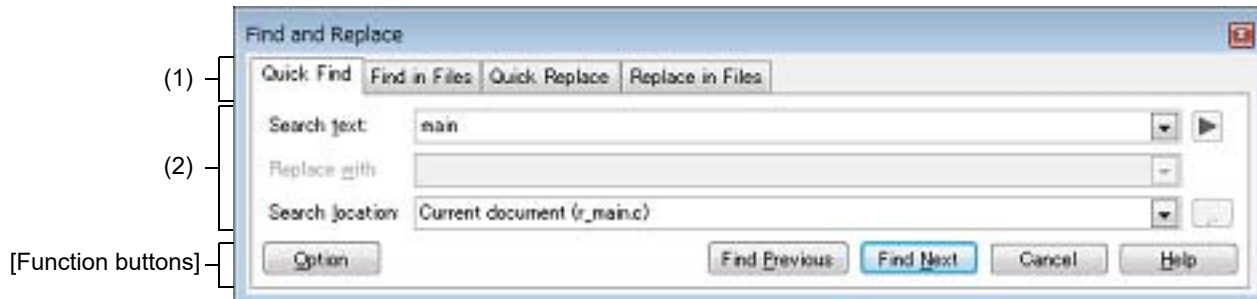 Find and Replace
(1)
Quick Find Find in Files Quick Replace Replace in Files
Search text: main
(2)
Replace with:
Search location: Current document (r_main.c)
[Function buttons]
Option Find Previous Find Next Cancel Help